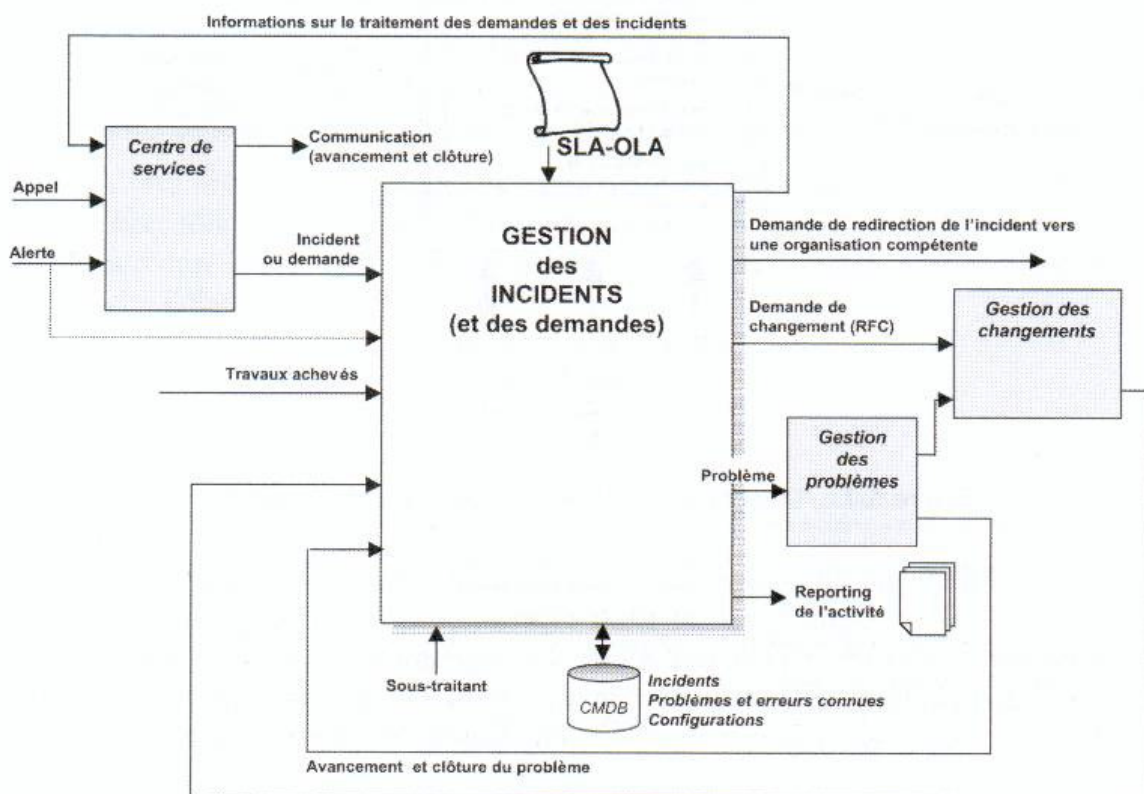 Informations sur le traitement des demandes et des incidents
SLA-OLA
Centre de
services
Communication
(avancement et clôture)
Appel
Alerte
Incident
ou demande
GESTION
des
INCIDENTS
(et des demandes)
Demande de redirection de l'incident vers
une organisation compétente
Demande de
changement (RFC)
Gestion des
changements
Travaux achevés
Gestion
des
problèmes
Problème
Reporting
de l'activité
Sous-traitant
CMDB
Incidents
Problèmes et erreurs connues
Configurations
Avancement et clôture du problème